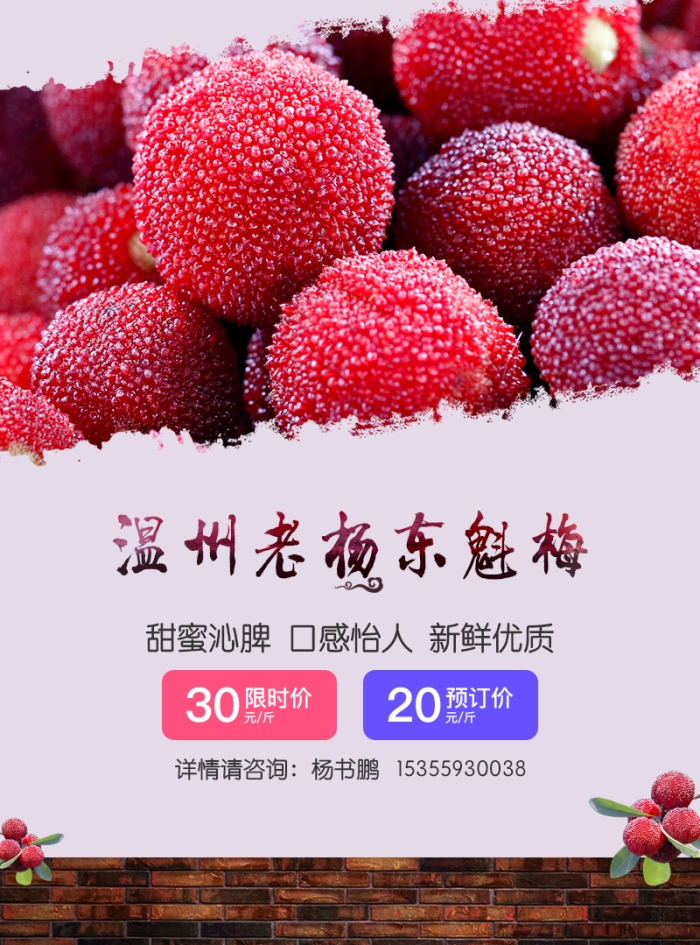 温州老杨东魁梅
甜蜜沁脾 口感怡人 新鲜优质
30 限时价 元/斤
20 预订价 元/斤
详情请咨询：杨书鹏 15355930038